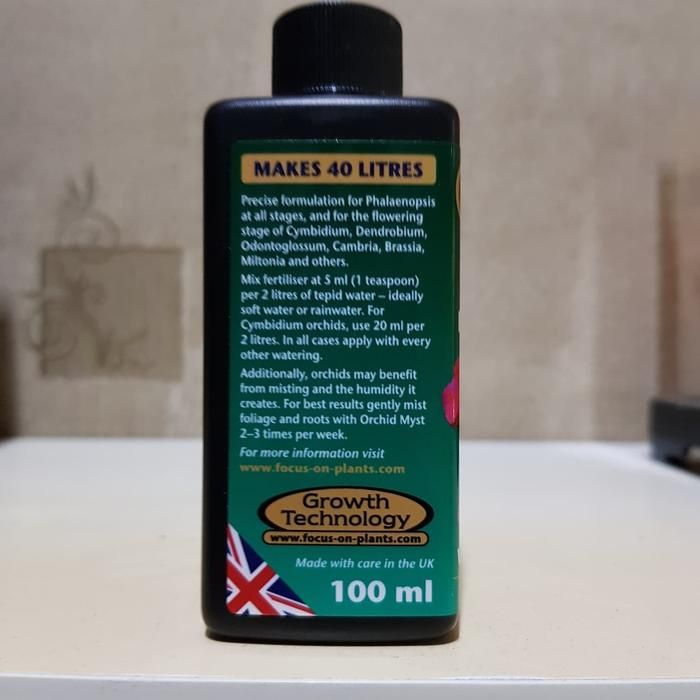 MAKES 40 LITRES
Precise formulation for Phalaenopsis
at all stages, and for the flowering
stage of Cymbidium, Dendrobium,
Odontoglossum, Cambria, Brassia,
Miltonia and others.
Mix fertiliser at 5 ml (1 teaspoon)
per 2 litres of tepid water – ideally
soft water or rainwater. For
Cymbidium orchids, use 20 ml per
2 litres. In all cases apply with every
other watering.
Additionally, orchids may benefit
from misting and the humidity it
creates. For best results gently mist
foliage and roots with Orchid Myst
2–3 times per week.
For more information visit
www.focus-on-plants.com
Growth
Technology
www.focus-on-plants.com
Made with care in the UK
100 ml